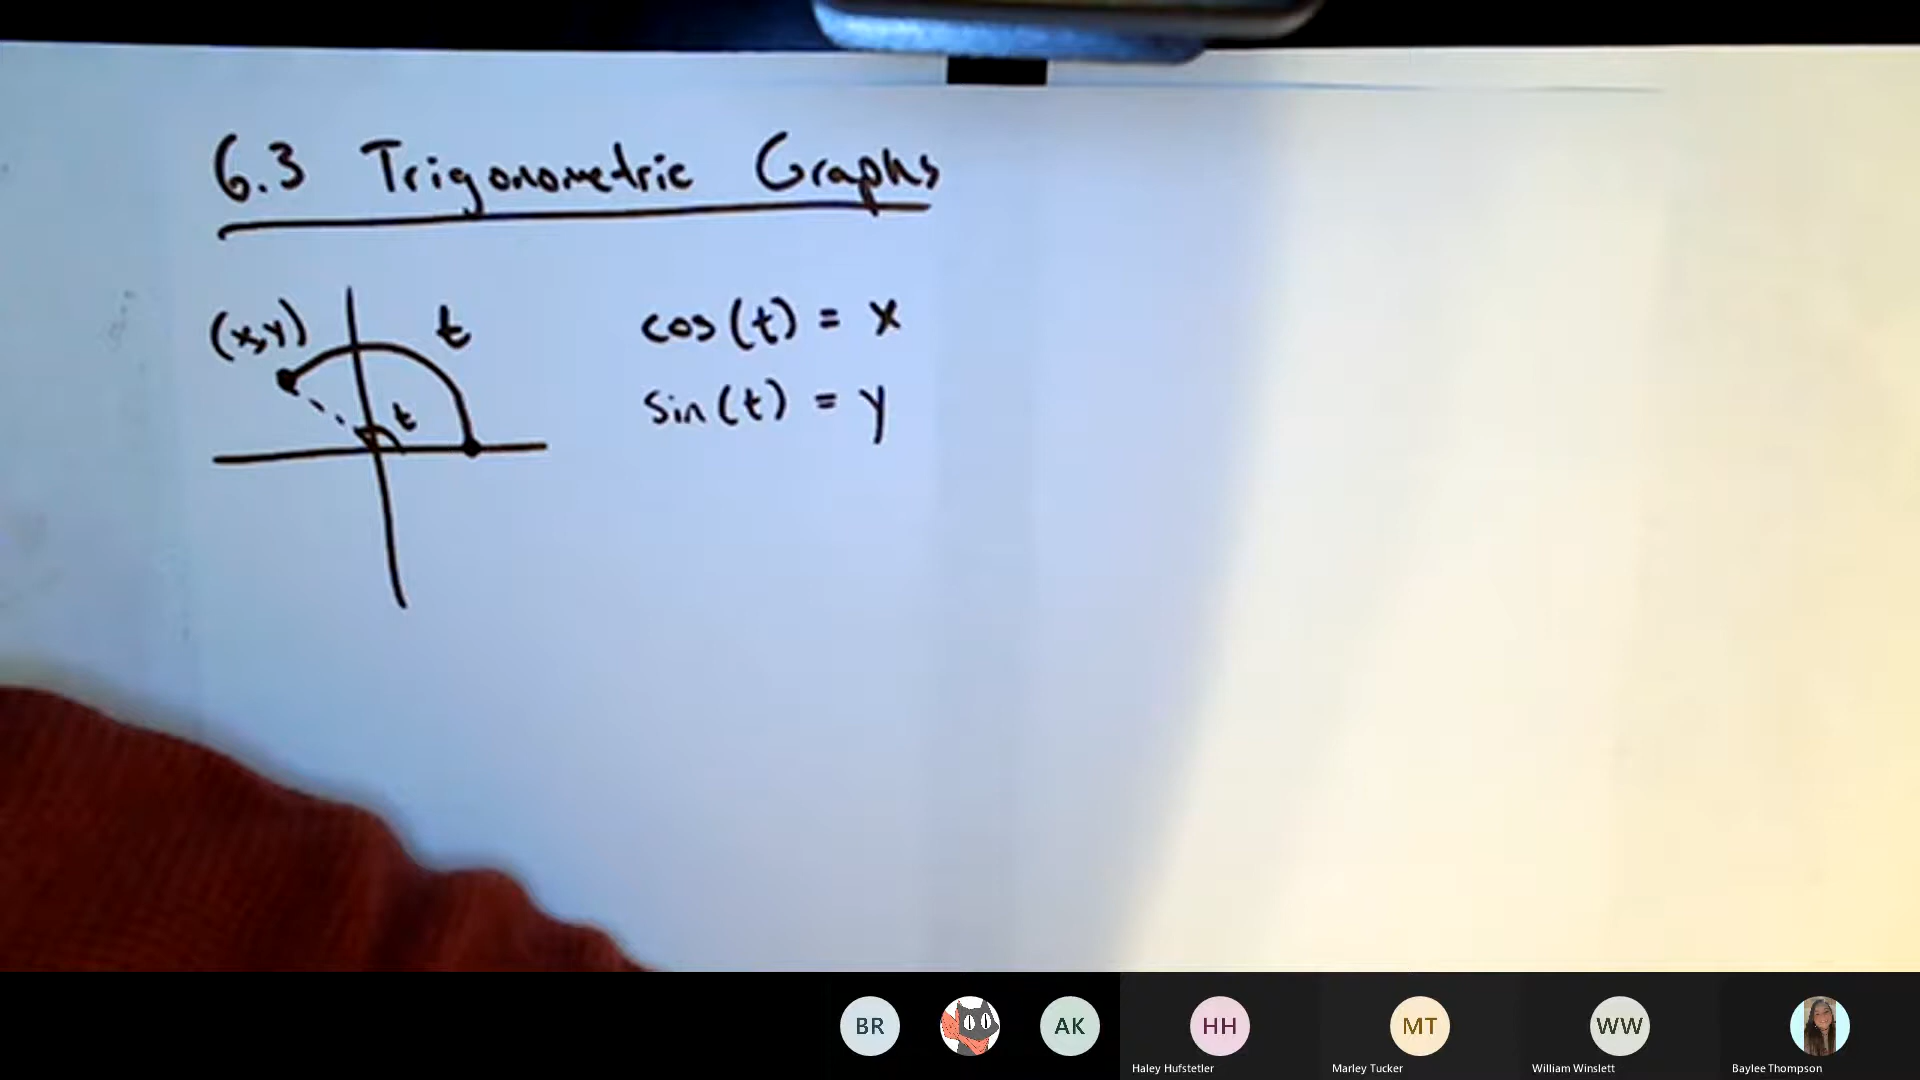 6.3 Trigonometric Graphs
(x,y) t
cos(t) = x
t
sin(t) = y
BR AK HH MT WW
Haley Hufstetler Marley Tucker William Winslett Baylee Thompson